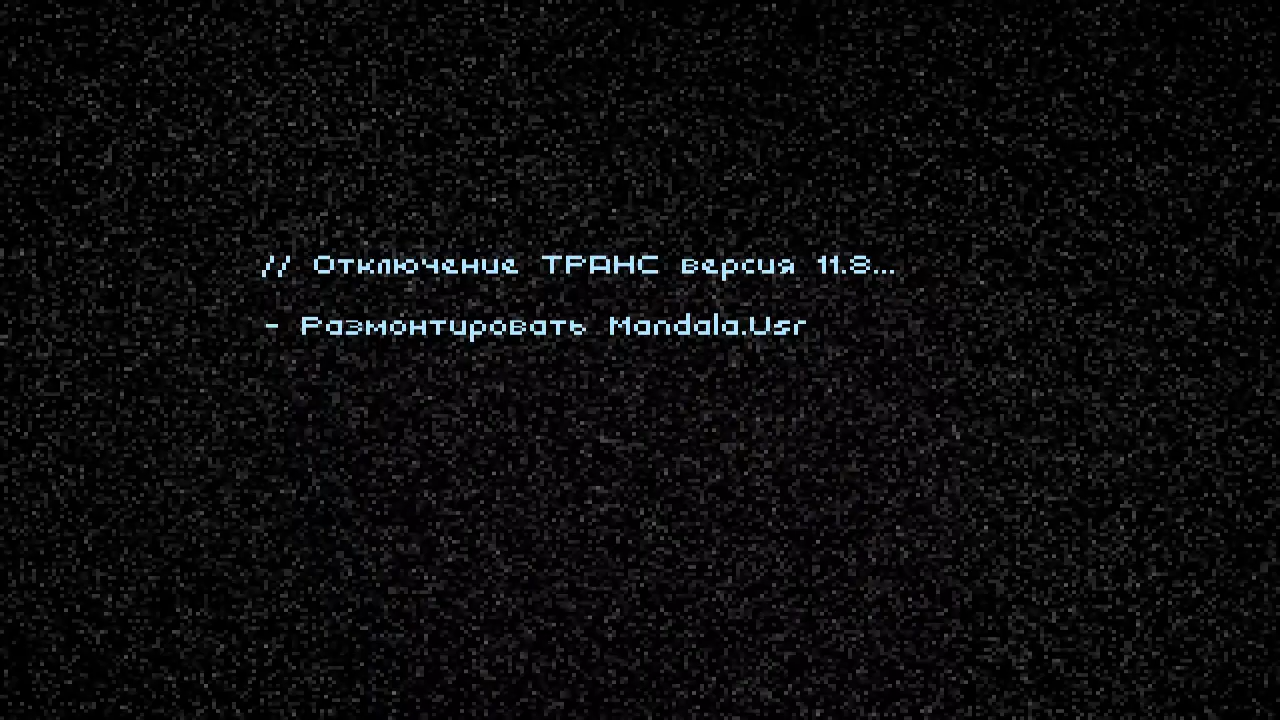 // Отключение ТРАНС версия 11.8...
- Размонтировать Mandala.Usr